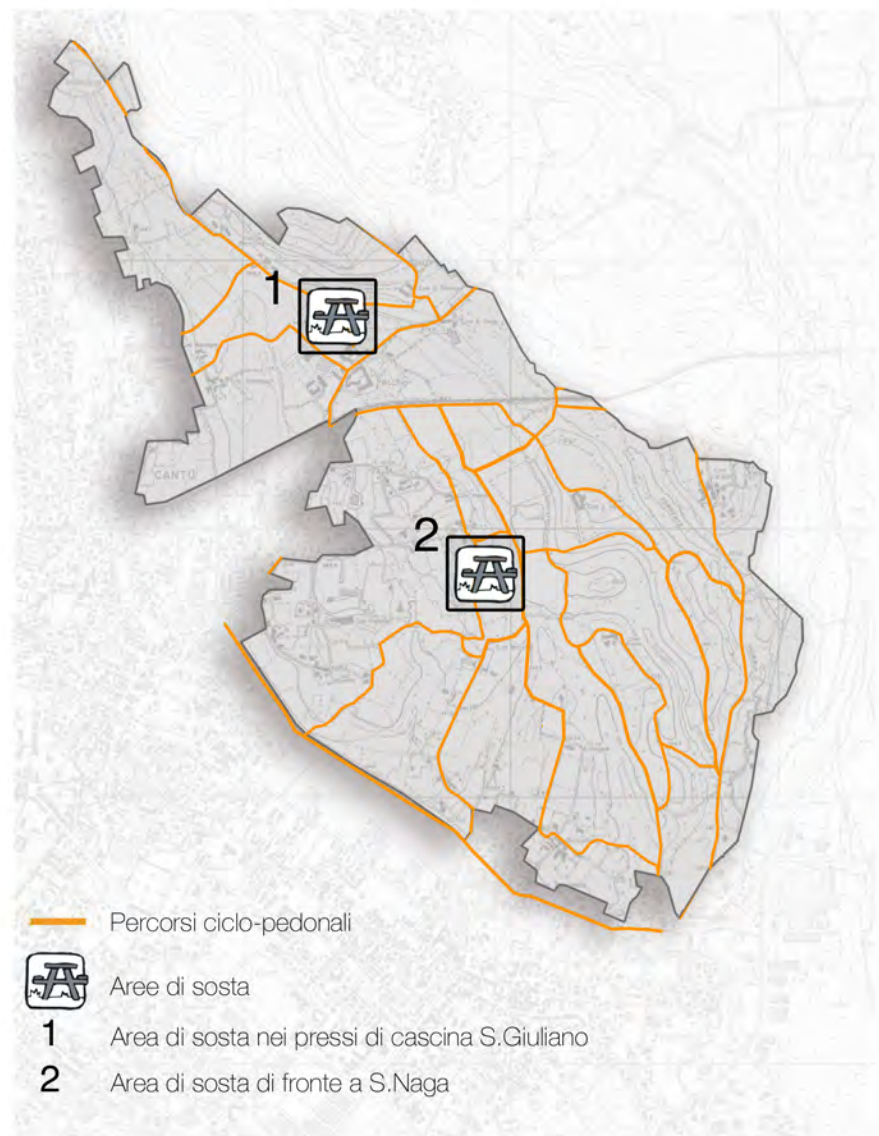 1
CANTÙ
2
Percorsi ciclo-pedonali
Aree di sosta
1 Area di sosta nei pressi di cascina S.Giuliano
2 Area di sosta di fronte a S.Naga